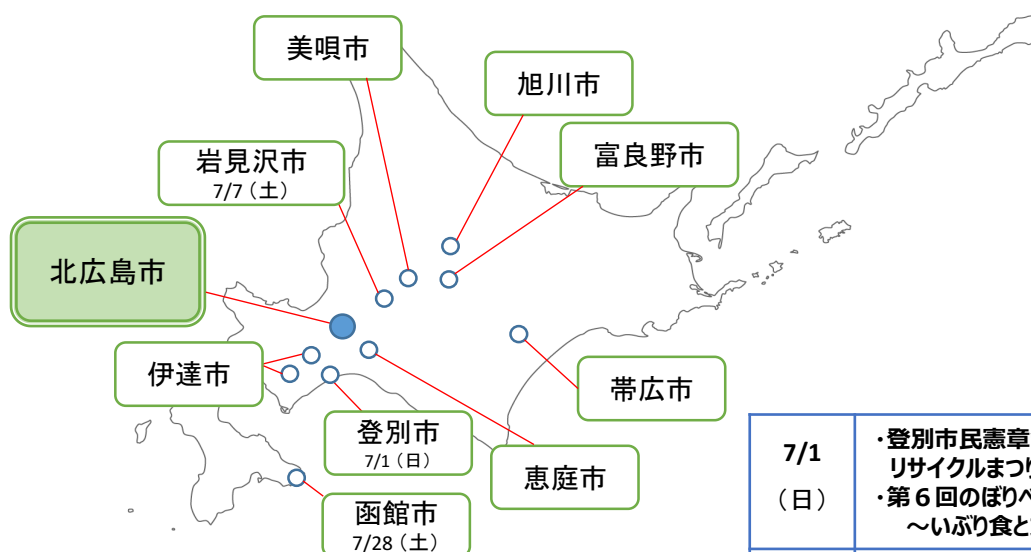 美唄市
旭川市
富良野市
岩見沢市
7/7（土）
北広島市
伊達市
帯広市
登別市
7/1（日）
恵庭市
函館市
7/28（土）
7/1
（日）
・登別市民憲章
リサイクルまつり
・第６回のぼりべ
～いぶり食と